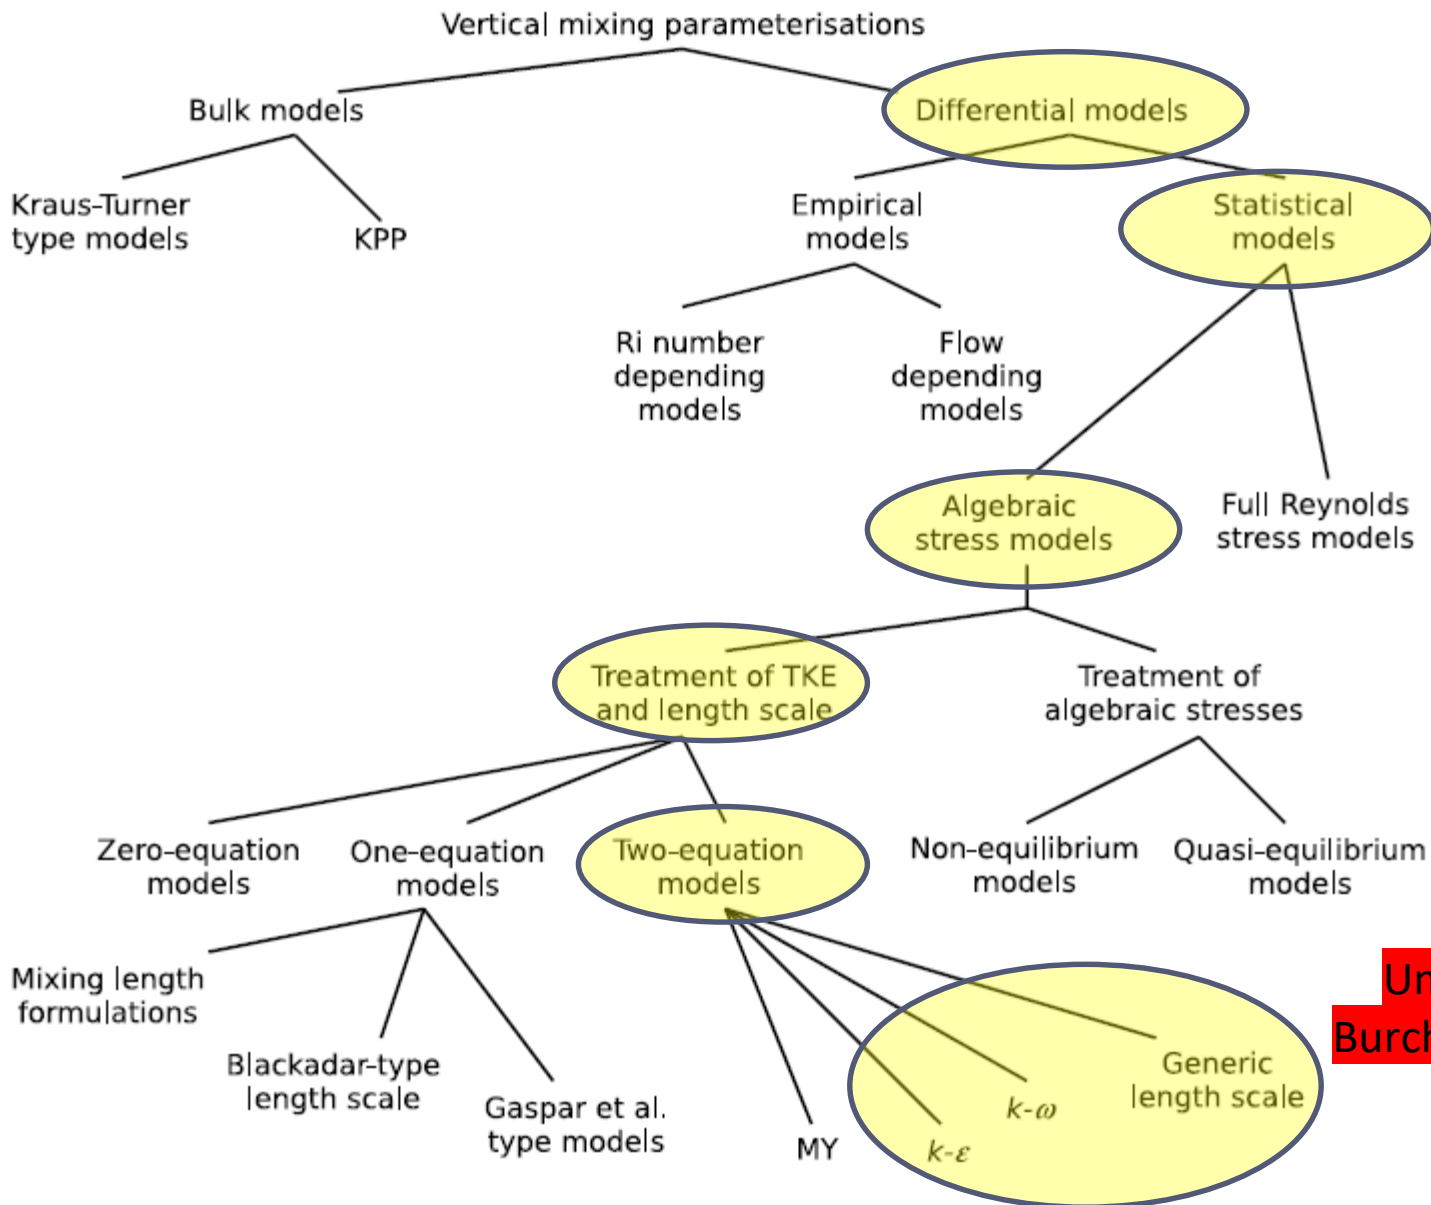 Vertical mixing parameterisations
Bulk models
Differential models
Kraus-Turner
type models
KPP
Empirical
models
Statistical
models
Ri number
depending
models
Flow
depending
models
Algebraic
stress models
Full Reynolds
stress models
Treatment of TKE
and length scale
Treatment of
algebraic stresses
Zero-equation
models
One-equation
models
Two-equation
models
Non-equilibrium
models
Quasi-equilibrium
models
Mixing length
formulations
Blackadar-type
length scale
Gaspar et al.
type models
MY
k-ε
k-ω
Generic
length scale